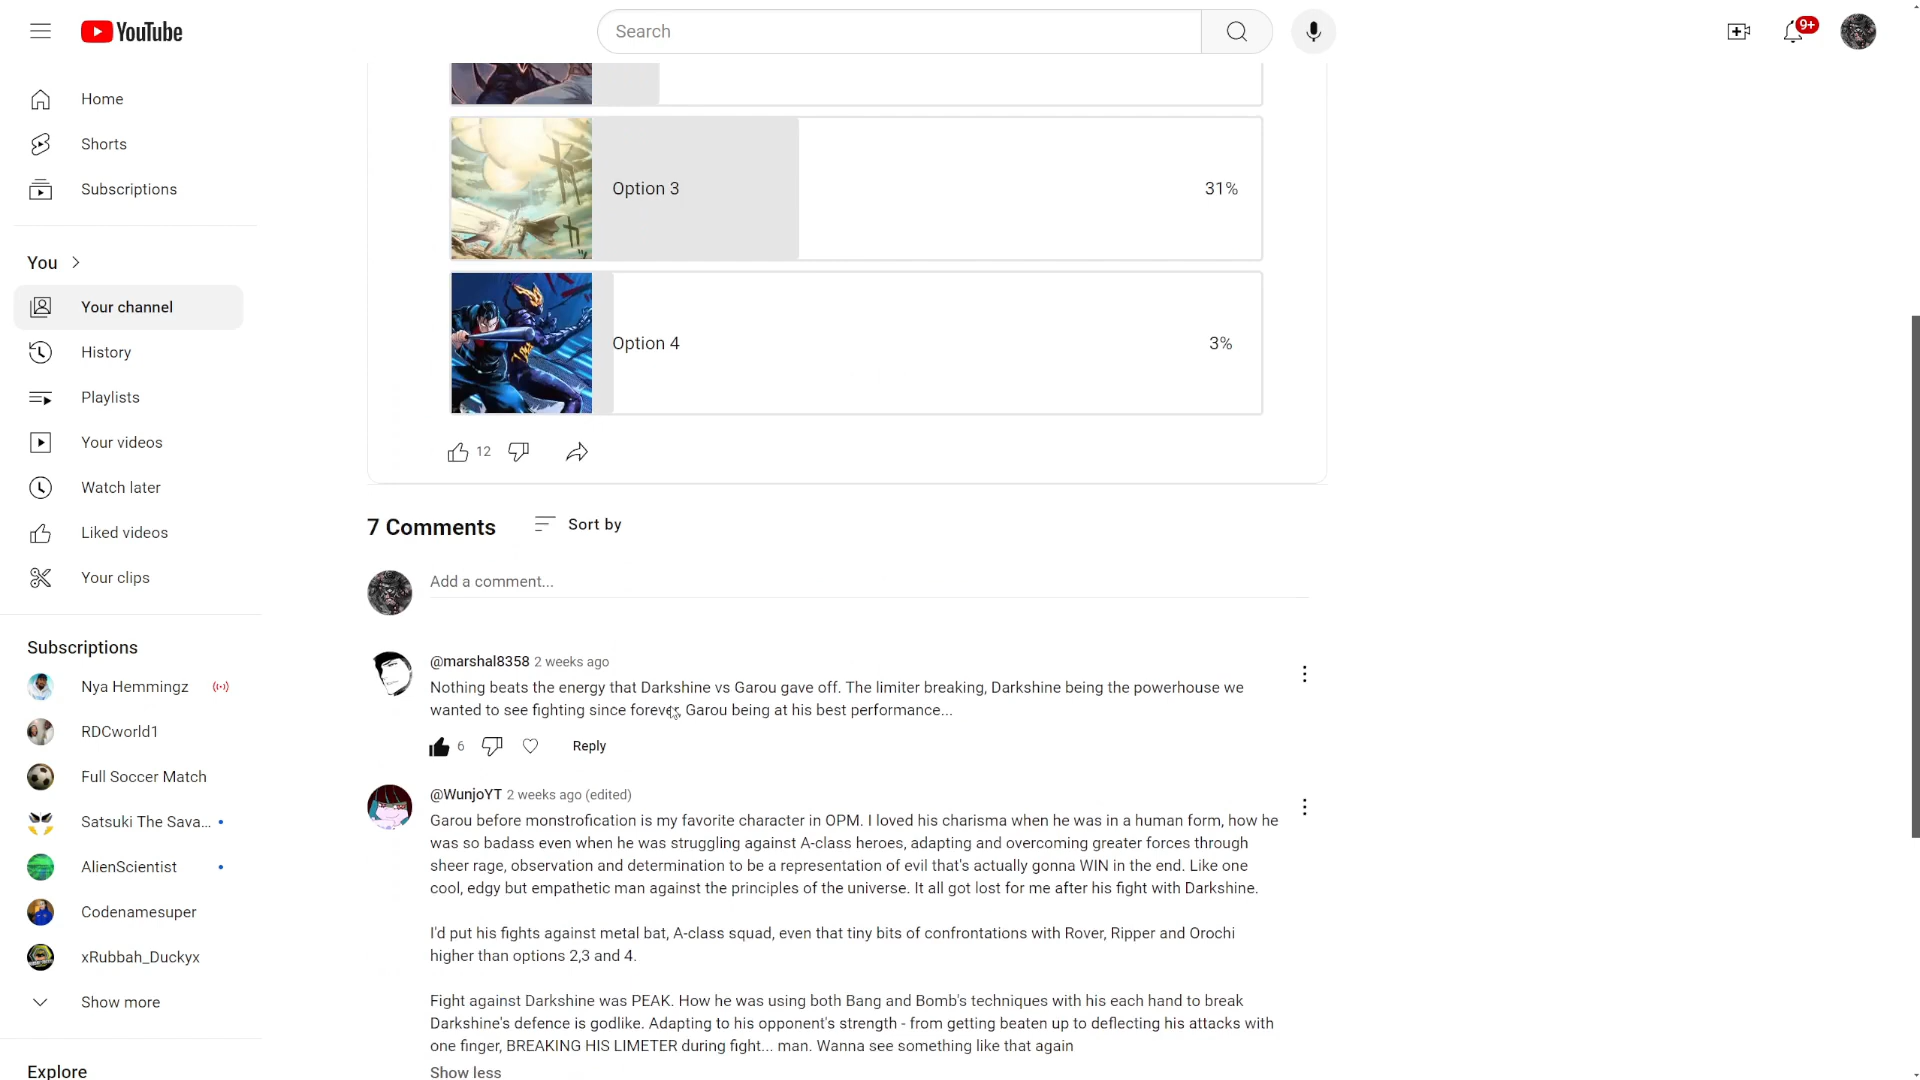 YouTube
Search
9+
Home
Shorts
Subscriptions
You
Your channel
History
Playlists
Your videos
Watch later
Liked videos
Your clips
Subscriptions
Nya Hemmingz
RDCworld1
Full Soccer Match
Satsuki The Sava...
AlienScientist
Codenamesuper
xRubbah_Duckyx
Show more
Explore
Option 3
31%
Option 4
3%
12
7 Comments
Sort by
Add a comment...
@marshal8358 2 weeks ago
Nothing beats the energy that Darkshine vs Garou gave off. The limiter breaking, Darkshine being the powerhouse we
wanted to see fighting since forever, Garou being at his best performance...
6
Reply
@WunjoYT 2 weeks ago (edited)
Garou before monstrofication is my favorite character in OPM. I loved his charisma when he was in a human form, how he
was so badass even when he was struggling against A-class heroes, adapting and overcoming greater forces through
sheer rage, observation and determination to be a representation of evil that's actually gonna WIN in the end. Like one
cool, edgy but empathetic man against the principles of the universe. It all got lost for me after his fight with Darkshine.
I'd put his fights against metal bat, A-class squad, even that tiny bits of confrontations with Rover, Ripper and Orochi
higher than options 2,3 and 4.
Fight against Darkshine was PEAK. How he was using both Bang and Bomb's techniques with his each hand to break
Darkshine's defence is godlike. Adapting to his opponent's strength - from getting beaten up to deflecting his attacks with
one finger, BREAKING HIS LIMETER during fight... man. Wanna see something like that again
Show less